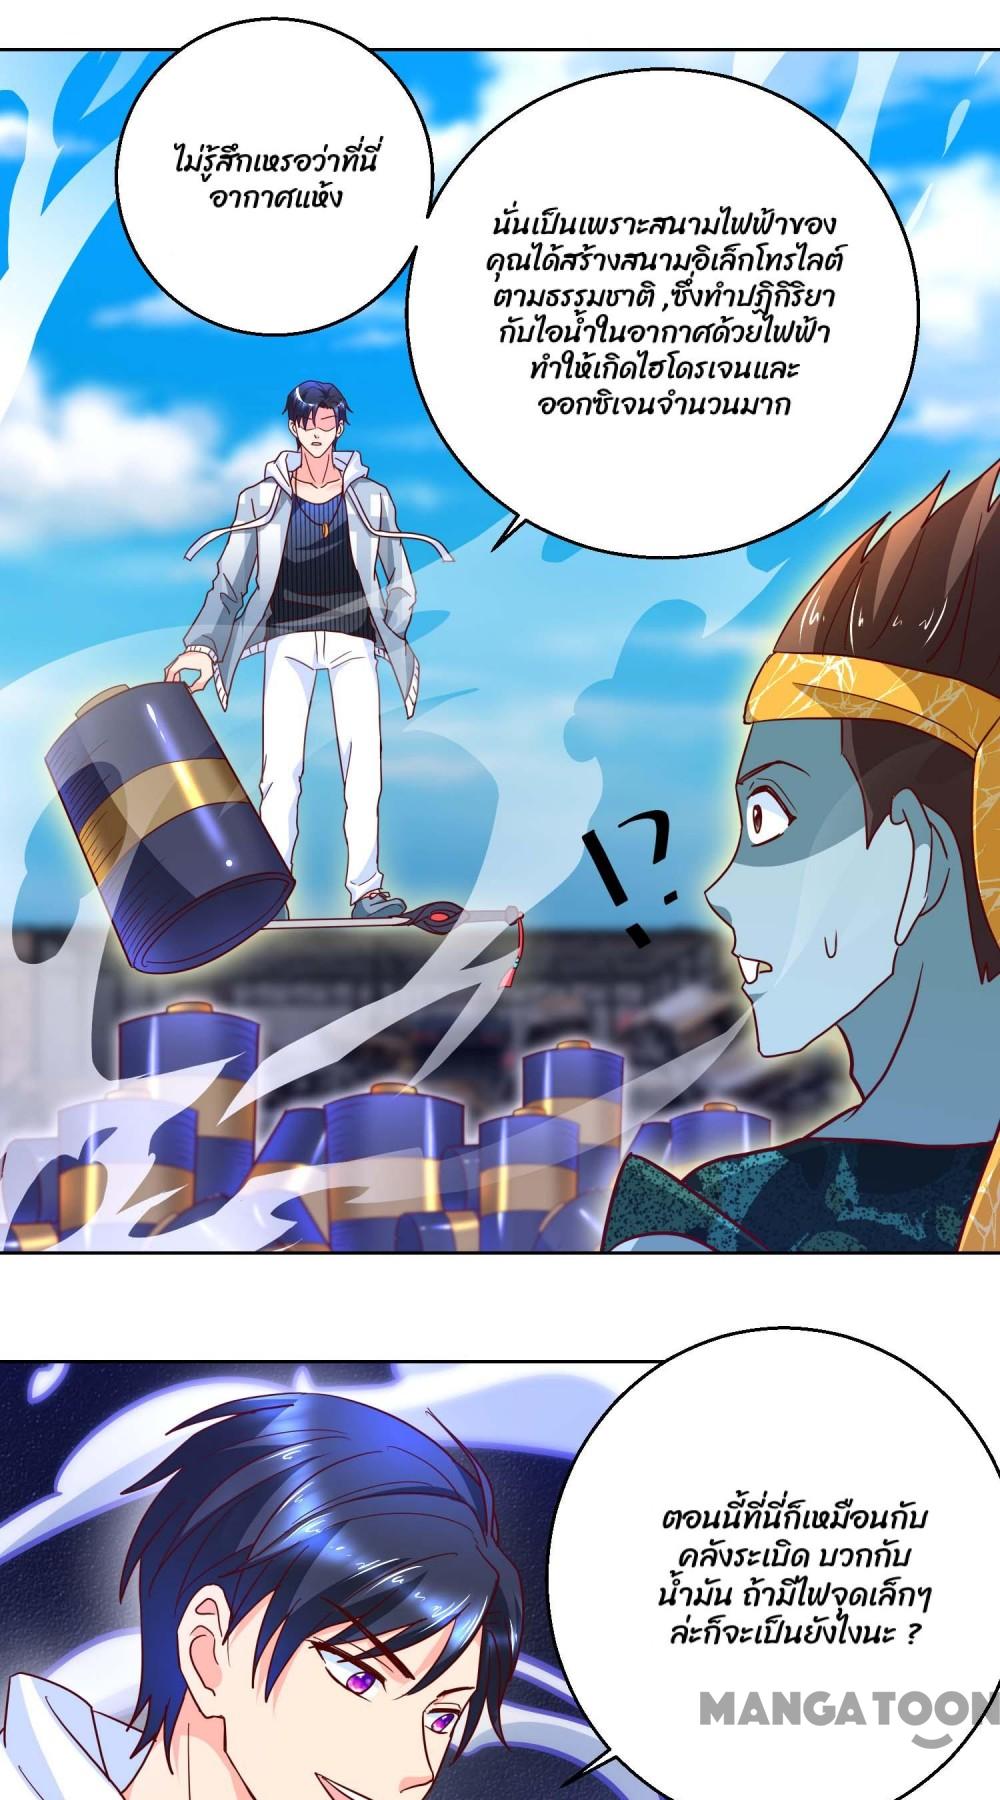 ไม่รู้สึกเหรอว่าที่นี่
อากาศแห้ง
นั่นเป็นเพราะสนามไฟฟ้าของ
คุณได้สร้างสนามอิเล็กโทรไลต์
ตามธรรมชาติ ,ซึ่งทำปฏิกิริยา
กับไอน้ำในอากาศด้วยไฟฟ้า
ทำให้เกิดไฮโดรเจนและ
ออกซิเจนจำนวนมาก
!?
ตอนนี้ที่นี่ก็เหมือนกับ
คลังระเบิด บวกกับ
น้ำมัน ถ้ามีไฟจุดเล็กๆ
ล่ะก็จะเป็นยังไงนะ ?
MANGATOON